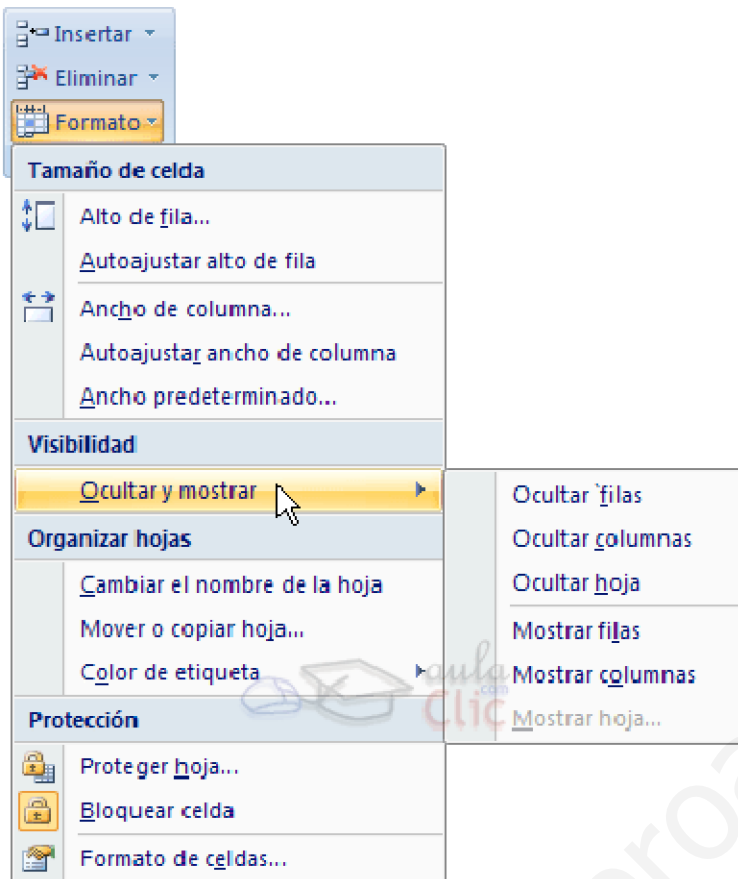 Insertar
Eliminar
Formato
Tamaño de celda
Alto de fila...
Autoajustar alto de fila
Ancho de columna...
Autoajustar ancho de columna
Ancho predeterminado...
Visibilidad
Ocultar y mostrar
Ocultar filas
Ocultar columnas
Ocultar hoja
Mostrar filas
Mostrar columnas
Mostrar hoja...
Organizar hojas
Cambiar el nombre de la hoja
Mover o copiar hoja...
Color de etiqueta
aula
Clic
.com
Protección
Proteger hoja...
Bloquear celda
Formato de celdas...